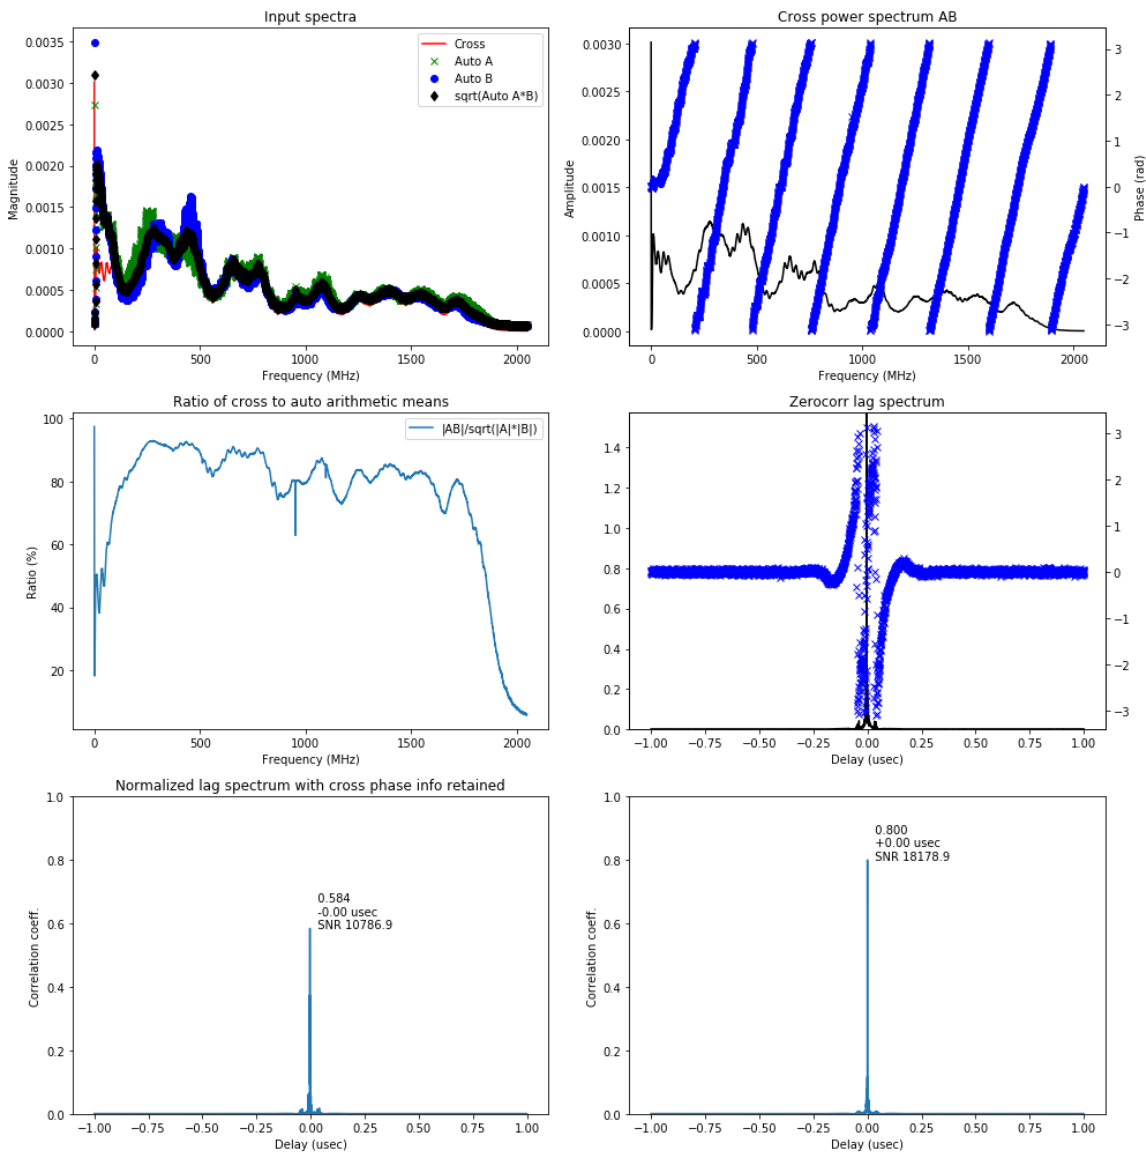 Input spectra
Magnitude
0.0035
0.0030
0.0025
0.0020
0.0015
0.0010
0.0005
0.0000
Cross
Auto A
Auto B
sqrt(Auto A*B)
0 500 1000 1500 2000
Frequency (MHz)
Cross power spectrum AB
Amplitude
0.0030
0.0025
0.0020
0.0015
0.0010
0.0005
0.0000
3
2
1
0
−1
−2
−3
Phase (rad)
0 500 1000 1500 2000
Frequency (MHz)
Ratio of cross to auto arithmetic means
Ratio (%)
100
80
60
40
20
|AB|/sqrt(|A|*|B|)
0 500 1000 1500 2000
Frequency (MHz)
Zerocorr lag spectrum
1.4
1.2
1.0
0.8
0.6
0.4
0.2
0.0
3
2
1
0
−1
−2
−3
−1.00 −0.75 −0.50 −0.25 0.00 0.25 0.50 0.75 1.00
Delay (usec)
Normalized lag spectrum with cross phase info retained
Correlation coeff.
1.0
0.8
0.6
0.4
0.2
0.0
0.584
-0.00 usec
SNR 10786.9
−1.00 −0.75 −0.50 −0.25 0.00 0.25 0.50 0.75 1.00
Delay (usec)
Correlation coeff.
1.0
0.8
0.6
0.4
0.2
0.0
0.800
+0.00 usec
SNR 18178.9
−1.00 −0.75 −0.50 −0.25 0.00 0.25 0.50 0.75 1.00
Delay (usec)